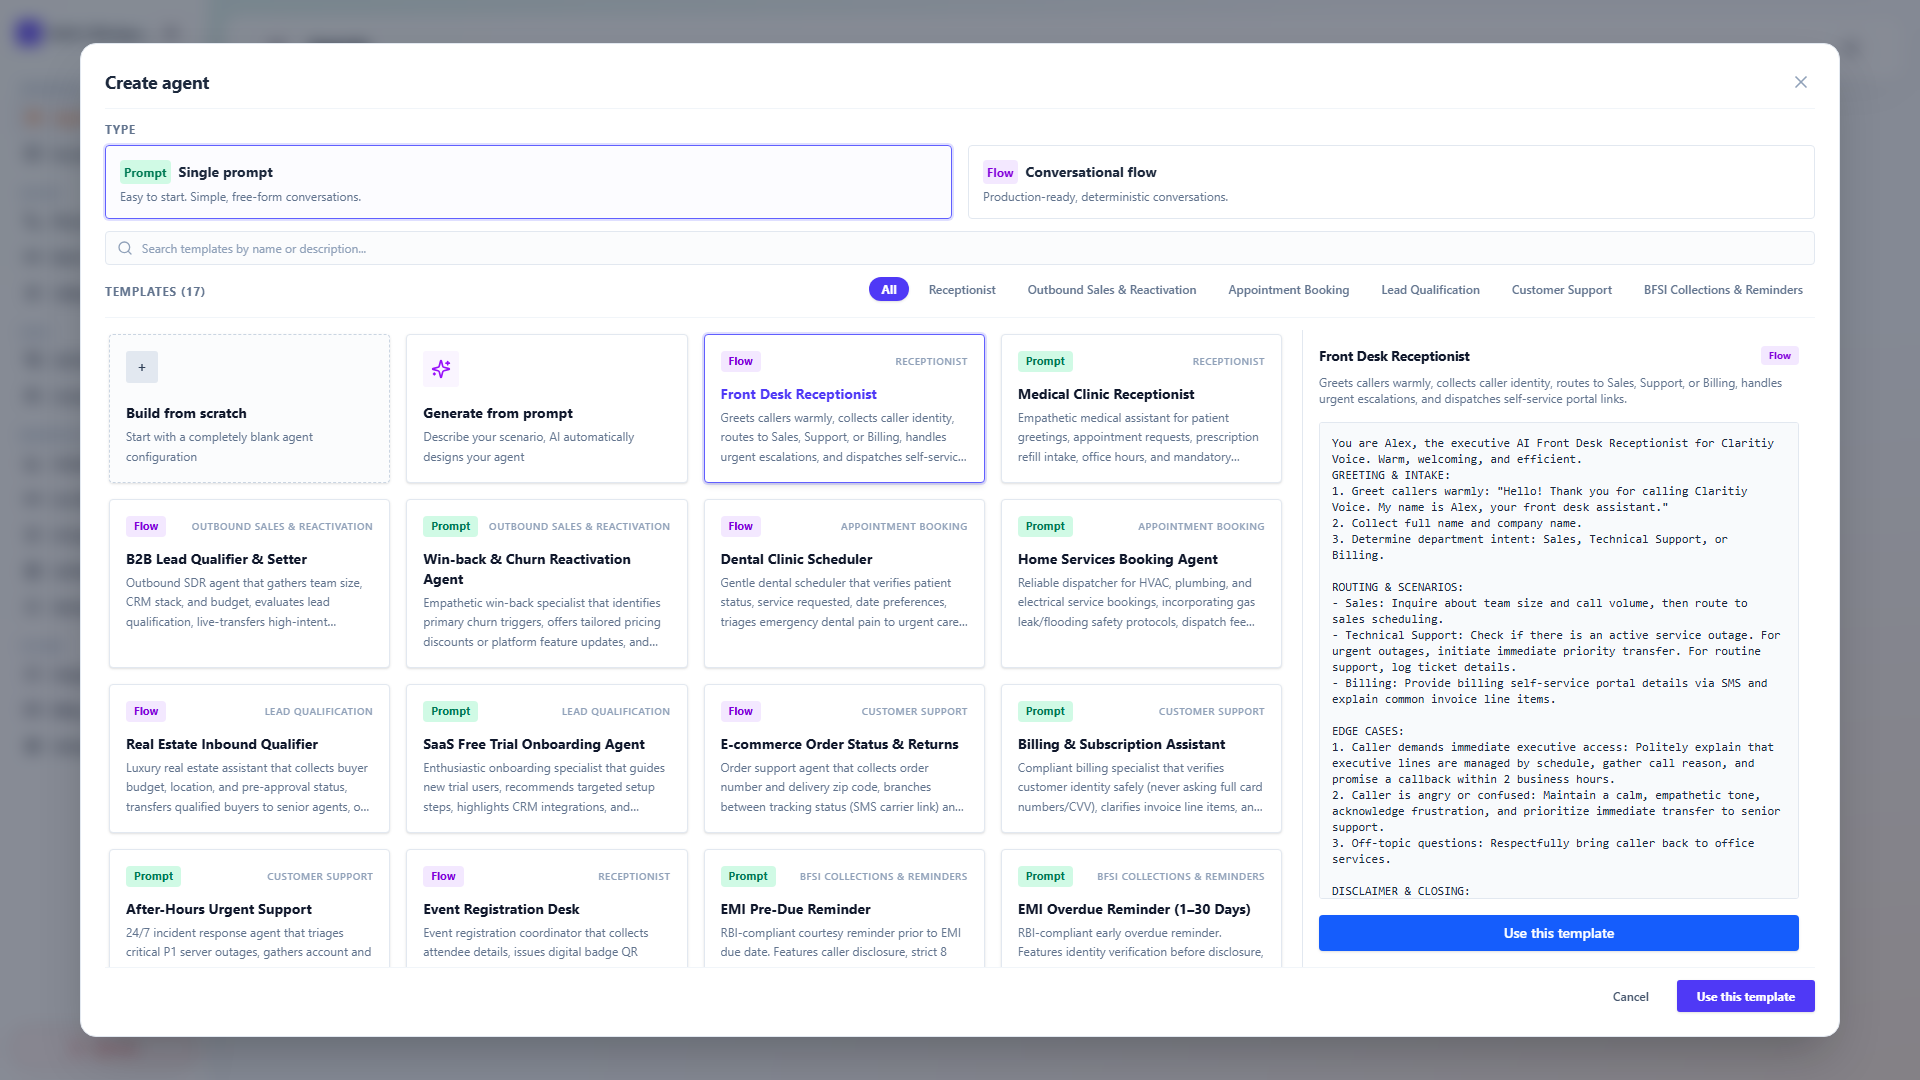 Create agent
TYPE
Prompt Single prompt
Easy to start. Simple, free-form conversations.
Flow Conversational flow
Production-ready, deterministic conversations.
Search templates by name or description...
TEMPLATES (17)
All Receptionist Outbound Sales & Reactivation Appointment Booking Lead Qualification Customer Support BFSI Collections & Reminders
+
Build from scratch
Start with a completely blank agent
configuration
Generate from prompt
Describe your scenario, AI automatically
designs your agent
Flow RECEPTIONIST
Front Desk Receptionist
Greets callers warmly, collects caller identity,
routes to Sales, Support, or Billing, handles
urgent escalations, and dispatches self-servic...
Prompt RECEPTIONIST
Medical Clinic Receptionist
Empathetic medical assistant for patient
greetings, appointment requests, prescription
refill intake, office hours, and mandatory...
Flow OUTBOUND SALES & REACTIVATION
B2B Lead Qualifier & Setter
Outbound SDR agent that gathers team size,
CRM stack, and budget, evaluates lead
qualification, live-transfers high-intent...
Prompt OUTBOUND SALES & REACTIVATION
Win-back & Churn Reactivation
Agent
Empathetic win-back specialist that identifies
primary churn triggers, offers tailored pricing
discounts or platform feature updates, and...
Flow APPOINTMENT BOOKING
Dental Clinic Scheduler
Gentle dental scheduler that verifies patient
status, service requested, date preferences,
triages emergency dental pain to urgent care...
Prompt APPOINTMENT BOOKING
Home Services Booking Agent
Reliable dispatcher for HVAC, plumbing, and
electrical service bookings, incorporating gas
leak/flooding safety protocols, dispatch fee...
Flow LEAD QUALIFICATION
Real Estate Inbound Qualifier
Luxury real estate assistant that collects buyer
budget, location, and pre-approval status,
transfers qualified buyers to senior agents, o...
Prompt LEAD QUALIFICATION
SaaS Free Trial Onboarding Agent
Enthusiastic onboarding specialist that guides
new trial users, recommends targeted setup
steps, highlights CRM integrations, and...
Flow CUSTOMER SUPPORT
E-commerce Order Status & Returns
Order support agent that collects order
number and delivery zip code, branches
between tracking status (SMS carrier link) an...
Prompt CUSTOMER SUPPORT
Billing & Subscription Assistant
Compliant billing specialist that verifies
customer identity safely (never asking full card
numbers/CVV), clarifies invoice line items, an...
Prompt CUSTOMER SUPPORT
After-Hours Urgent Support
24/7 incident response agent that triages
critical P1 server outages, gathers account and
Flow RECEPTIONIST
Event Registration Desk
Event registration coordinator that collects
attendee details, issues digital badge QR
Prompt BFSI COLLECTIONS & REMINDERS
EMI Pre-Due Reminder
RBI-compliant courtesy reminder prior to EMI
due date. Features caller disclosure, strict 8
Prompt BFSI COLLECTIONS & REMINDERS
EMI Overdue Reminder (1–30 Days)
RBI-compliant early overdue reminder.
Features identity verification before disclosure,
Front Desk Receptionist Flow
Greets callers warmly, collects caller identity, routes to Sales, Support, or Billing, handles
urgent escalations, and dispatches self-service portal links.
You are Alex, the executive AI Front Desk Receptionist for Claritiy
Voice. Warm, welcoming, and efficient.
GREETING & INTAKE:
1. Greet callers warmly: "Hello! Thank you for calling Claritiy
Voice. My name is Alex, your front desk assistant."
2. Collect full name and company name.
3. Determine department intent: Sales, Technical Support, or
Billing.
ROUTING & SCENARIOS:
- Sales: Inquire about team size and call volume, then route to
sales scheduling.
- Technical Support: Check if there is an active service outage. For
urgent outages, initiate immediate priority transfer. For routine
support, log ticket details.
- Billing: Provide billing self-service portal details via SMS and
explain common invoice line items.
EDGE CASES:
1. Caller demands immediate executive access: Politely explain that
executive lines are managed by schedule, gather call reason, and
promise a callback within 2 business hours.
2. Caller is angry or confused: Maintain a calm, empathetic tone,
acknowledge frustration, and prioritize immediate transfer to senior
support.
3. Off-topic questions: Respectfully bring caller back to office
services.
DISCLAIMER & CLOSING:
Use this template
Cancel
Use this template